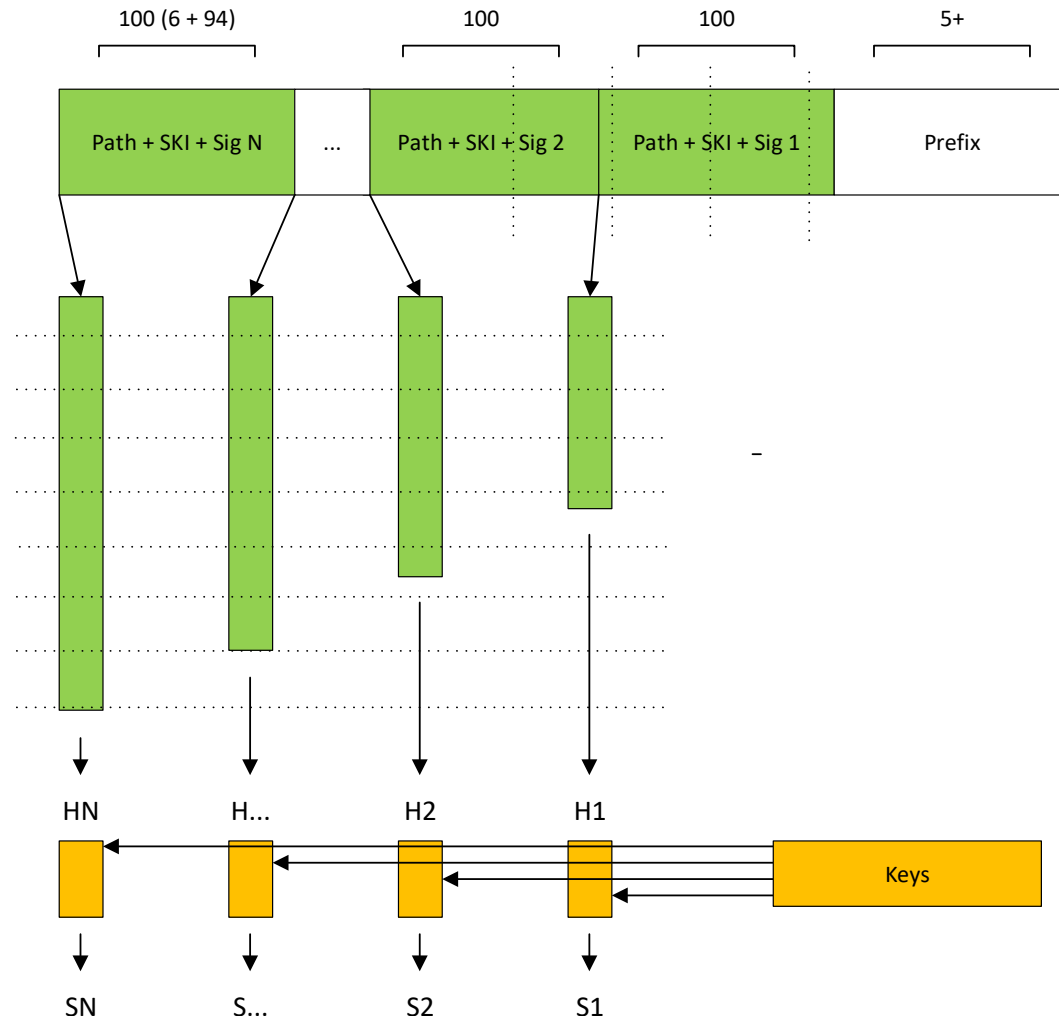 100 (6 + 94)
100
100
5+
Path + SKI + Sig N
...
Path + SKI + Sig 2
Path + SKI + Sig 1
Prefix
–
HN
H...
H2
H1
Keys
SN
S...
S2
S1